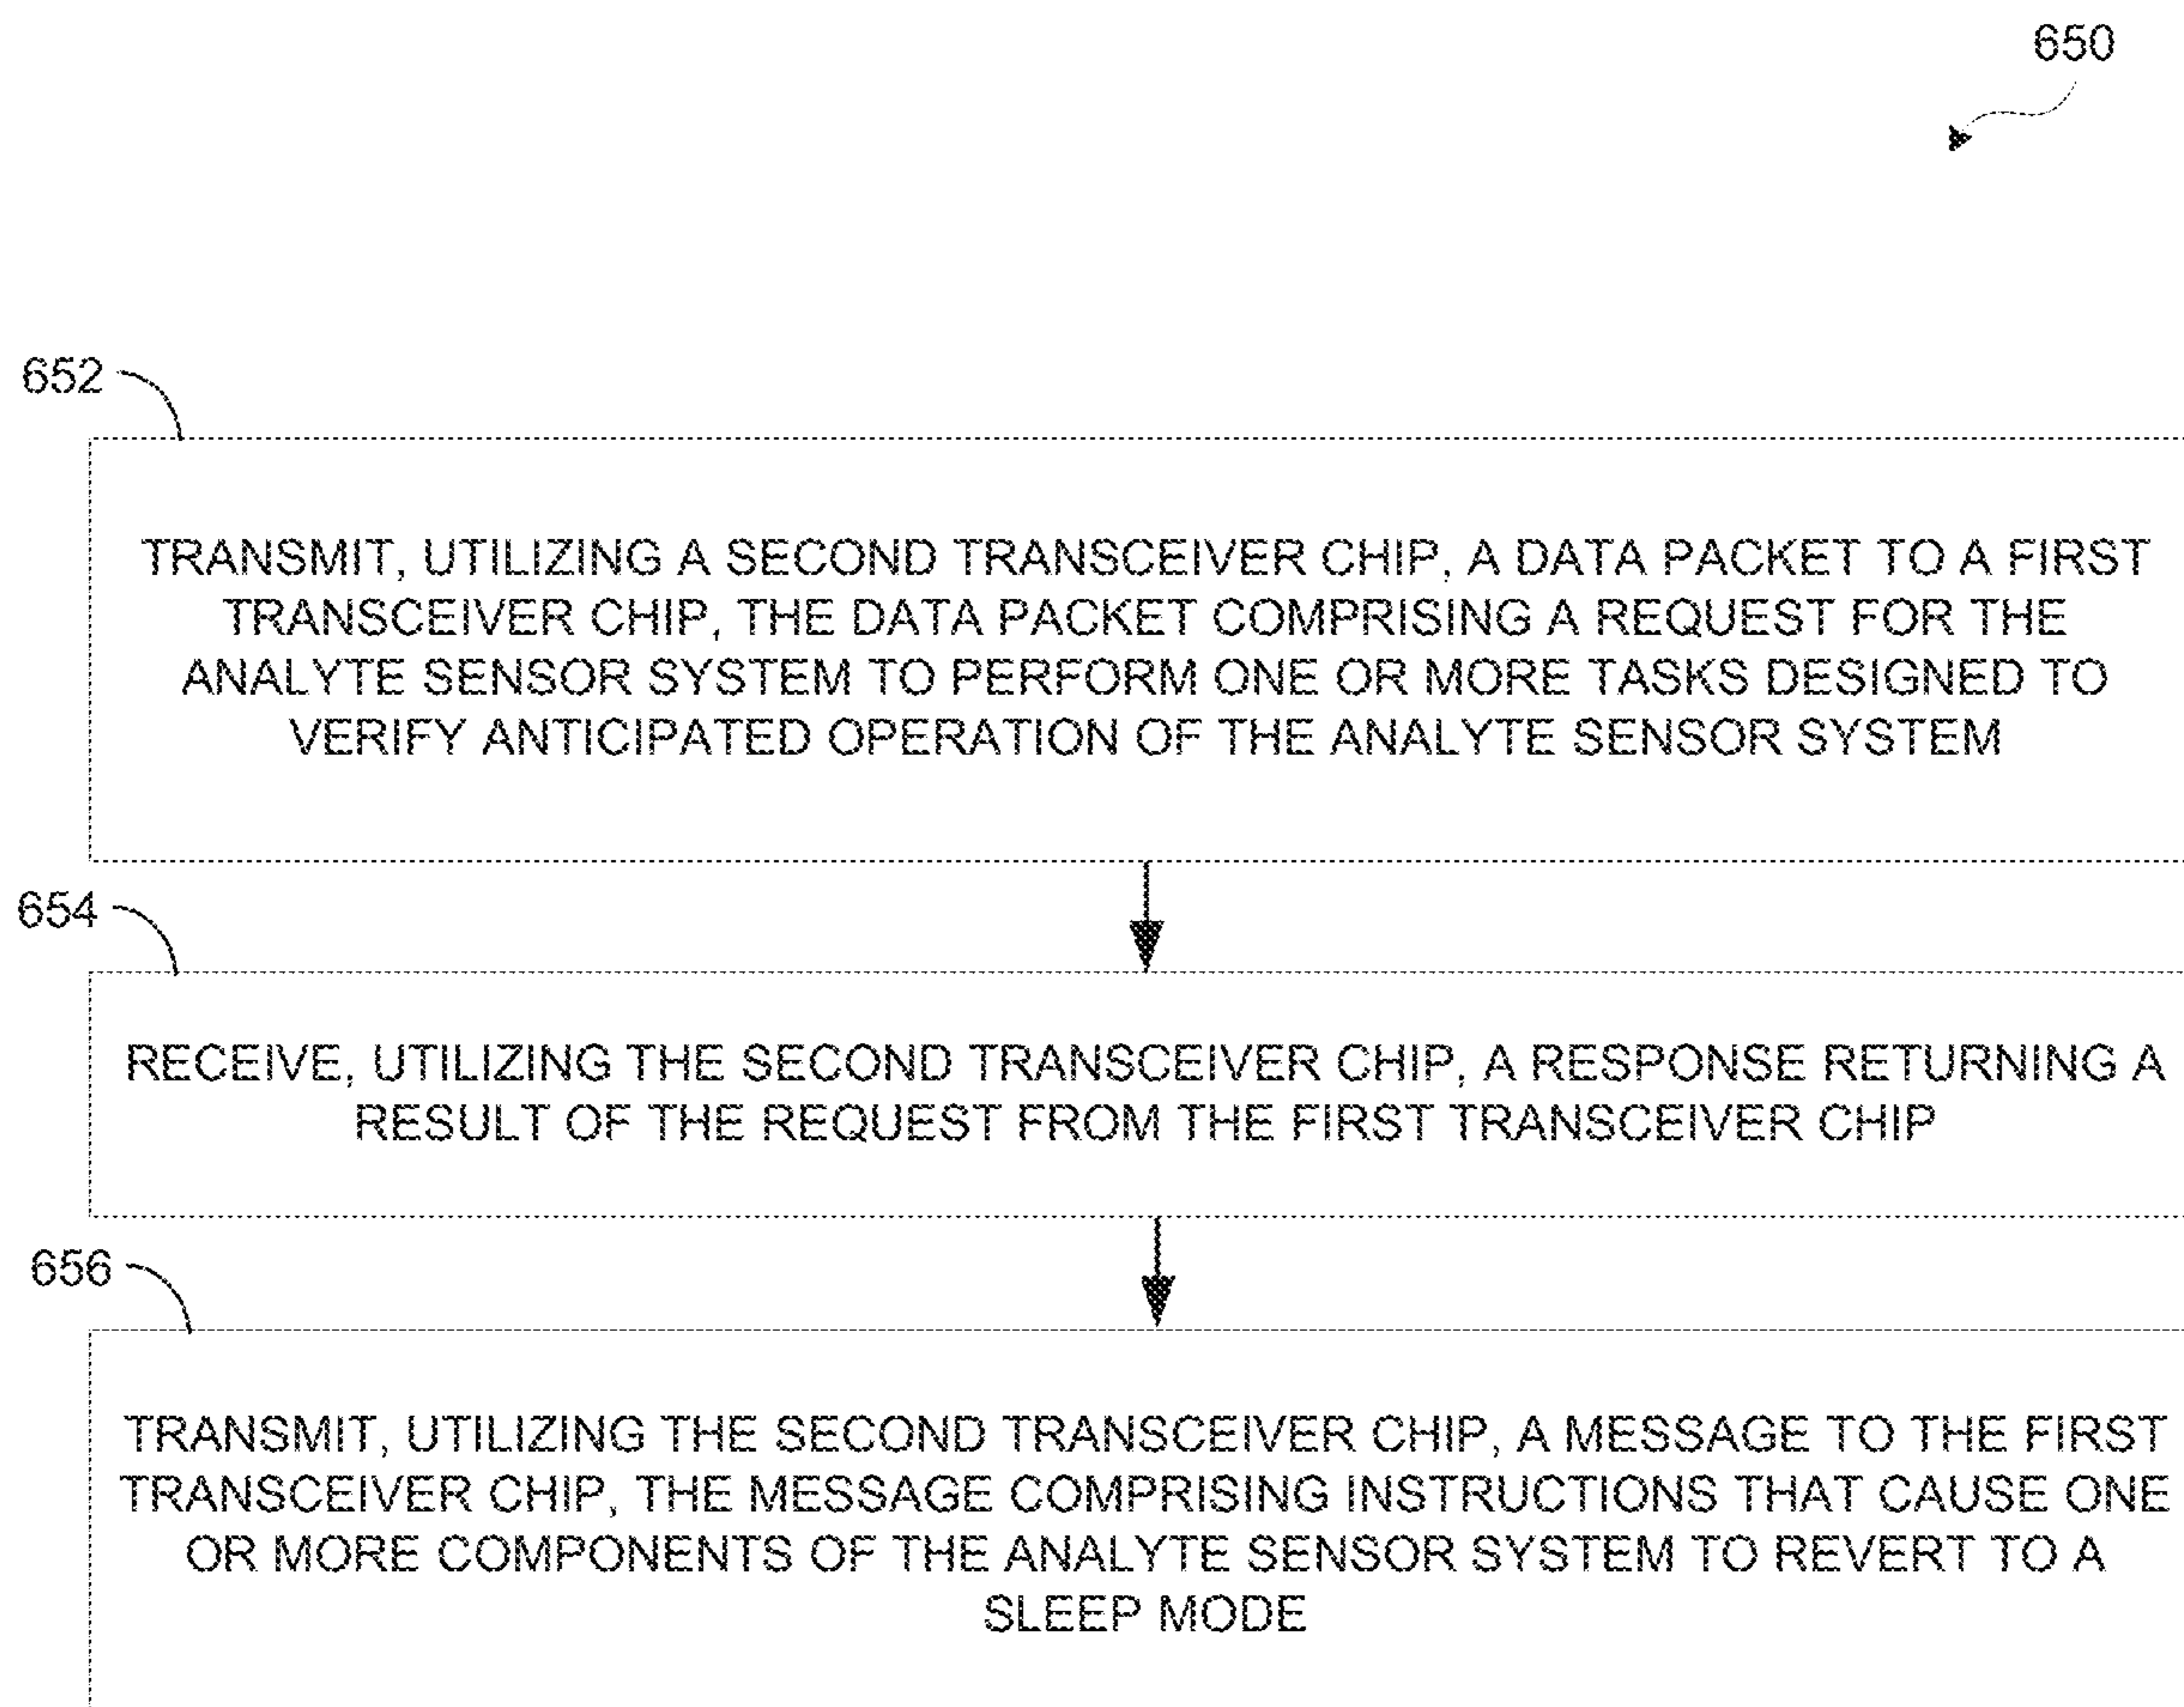 650
652
TRANSMIT, UTILIZING A SECOND TRANSCEIVER CHIP, A DATA PACKET TO A FIRST
TRANSCEIVER CHIP, THE DATA PACKET COMPRISING A REQUEST FOR THE
ANALYTE SENSOR SYSTEM TO PERFORM ONE OR MORE TASKS DESIGNED TO
VERIFY ANTICIPATED OPERATION OF THE ANALYTE SENSOR SYSTEM
654
RECEIVE, UTILIZING THE SECOND TRANSCEIVER CHIP, A RESPONSE RETURNING A
RESULT OF THE REQUEST FROM THE FIRST TRANSCEIVER CHIP
656
TRANSMIT, UTILIZING THE SECOND TRANSCEIVER CHIP, A MESSAGE TO THE FIRST
TRANSCEIVER CHIP, THE MESSAGE COMPRISING INSTRUCTIONS THAT CAUSE ONE
OR MORE COMPONENTS OF THE ANALYTE SENSOR SYSTEM TO REVERT TO A
SLEEP MODE